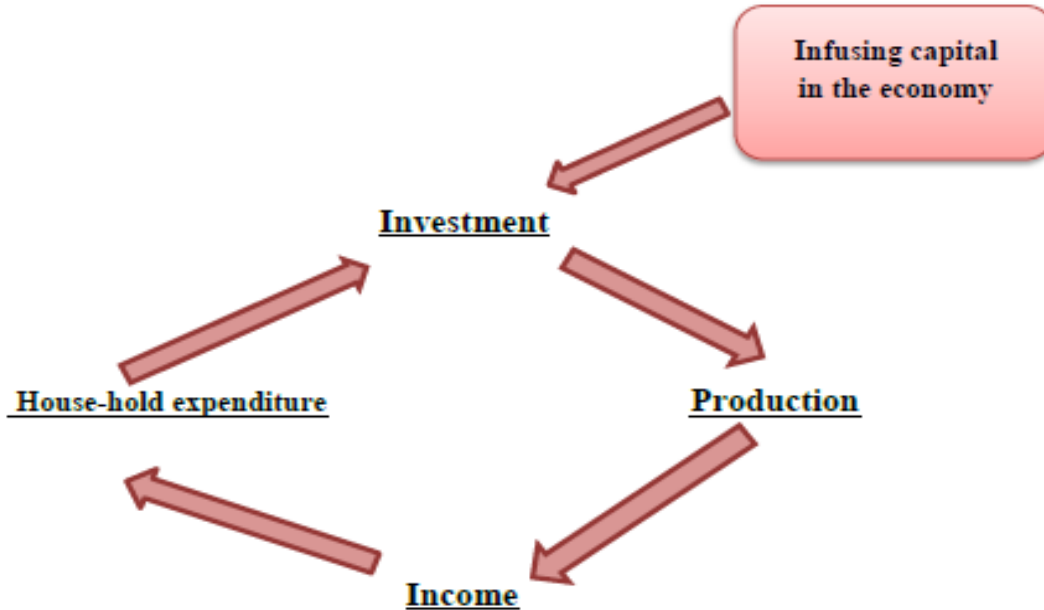 Infusing capital
in the economy
Investment
House-hold expenditure
Production
Income